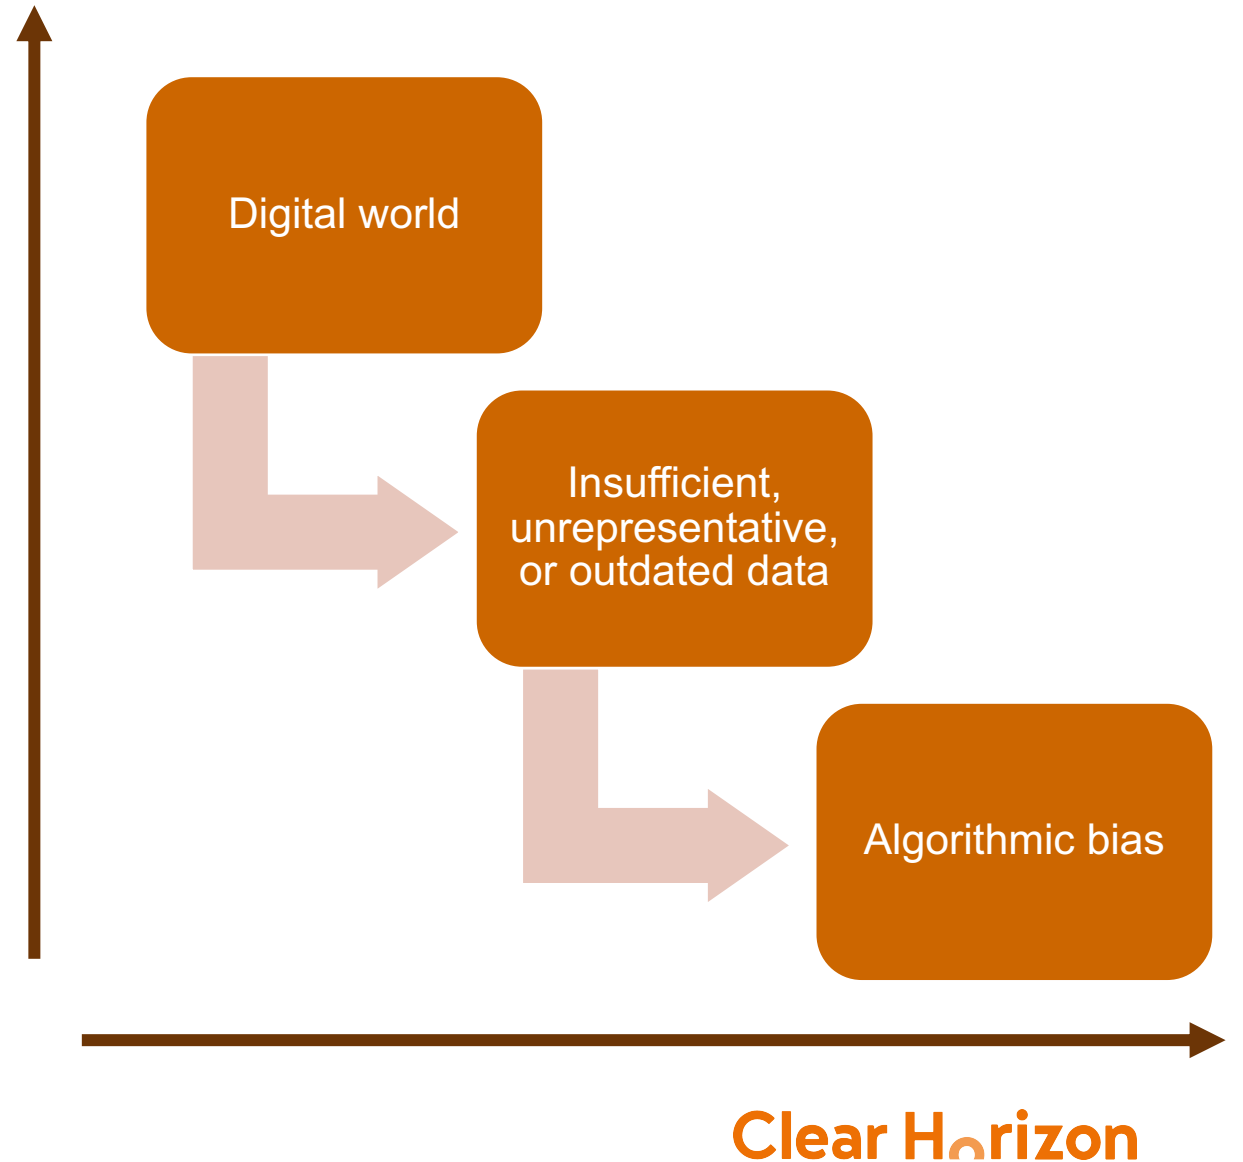 Digital world
Insufficient,
unrepresentative,
or outdated data
Algorithmic bias
Clear Horizon